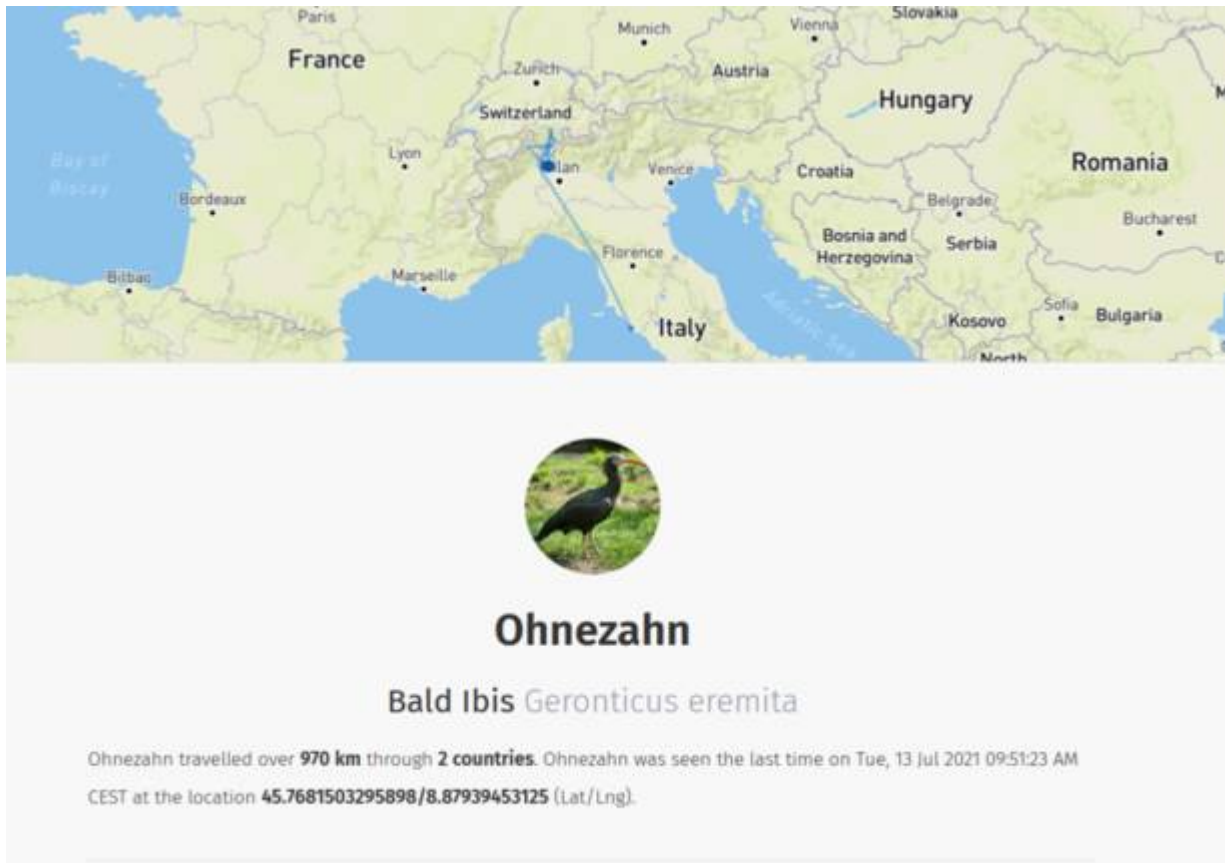 Paris
Slovakia
Munich
Vienna
France
Zurich
Austria
Switzerland
Hungary
Lyon
Bay of
Biscay
Venice
Croatia
Romania
Bordeaux
Belgrade
Bucharest
Bosnia and
Herzegovina
Serbia
Florence
Bilbao
Marseille
Adriatic Sea
Sofia
Bulgaria
Italy
Kosovo
North
Ohnezahn
Bald Ibis Geronticus eremita
Ohnezahn travelled over 970 km through 2 countries. Ohnezahn was seen the last time on Tue, 13 Jul 2021 09:51:23 AM
CEST at the location 45.7681503295898/8.87939453125 (Lat/Lng).